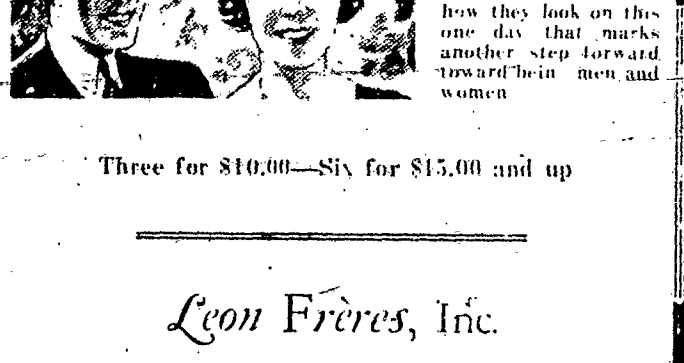 how they look on this
one day that marks
another step forward
toward bein men and
women
Three for $10.00—Six for $15.00 and up
Leon Frères, Inc.